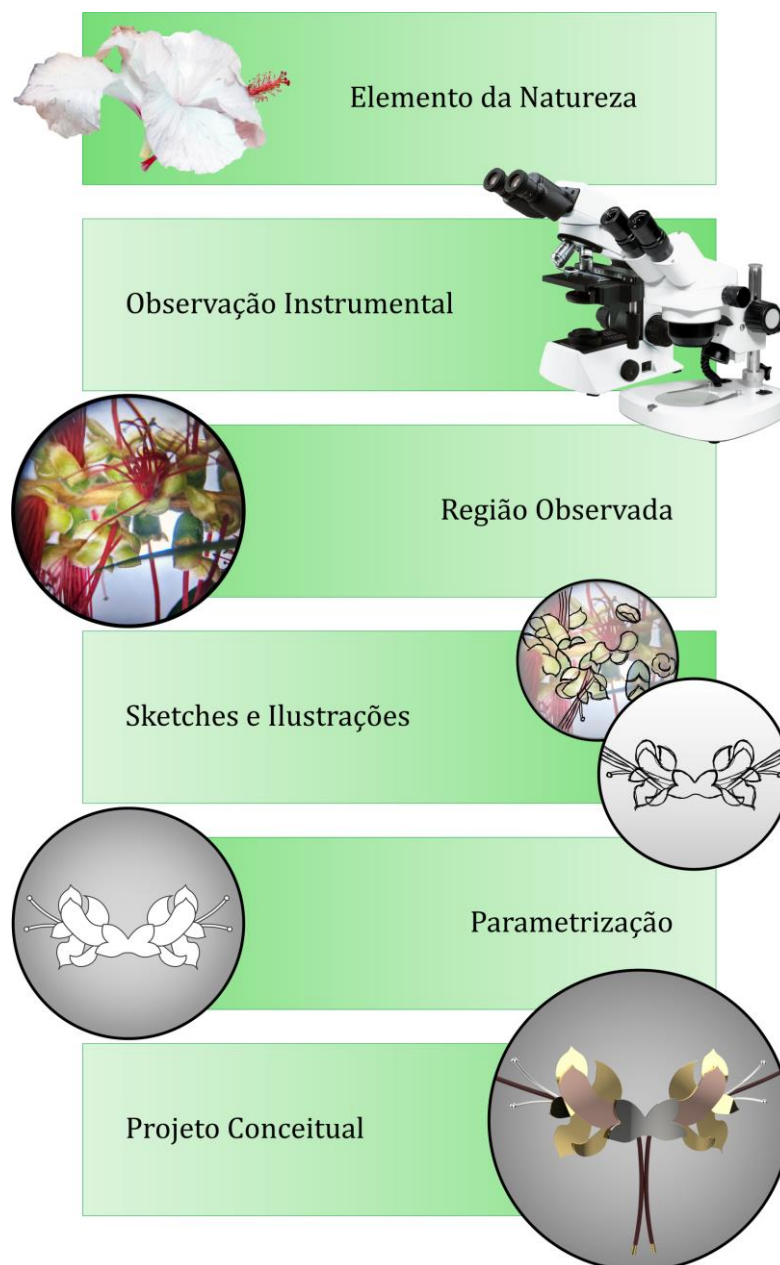 Elemento da Natureza
Observação Instrumental
Região Observada
Sketches e Ilustrações
Parametrização
Projeto Conceitual